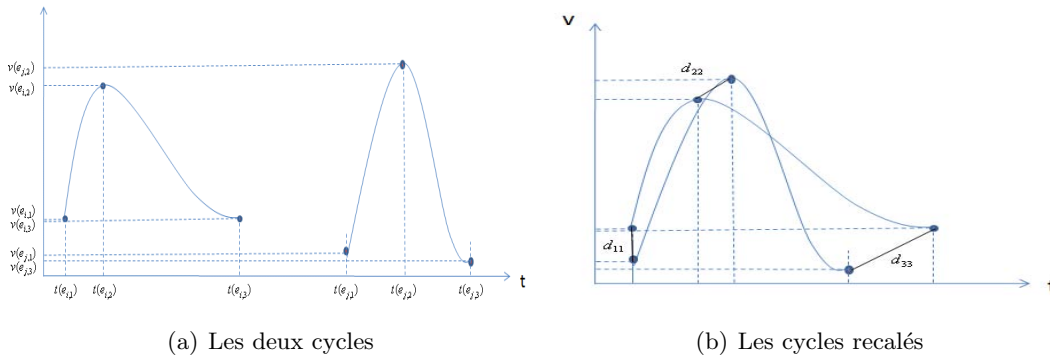 v
v(e_{j,2})
v(e_{i,2})
v(e_{i,1})
v(e_{i,3})
v(e_{j,1})
v(e_{j,3})
t(e_{i,1}) t(e_{i,2}) t(e_{i,3}) t(e_{j,1}) t(e_{j,2}) t(e_{j,3})
t
d_{22}
d_{11}
d_{33}
t
(a) Les deux cycles
(b) Les cycles recalés